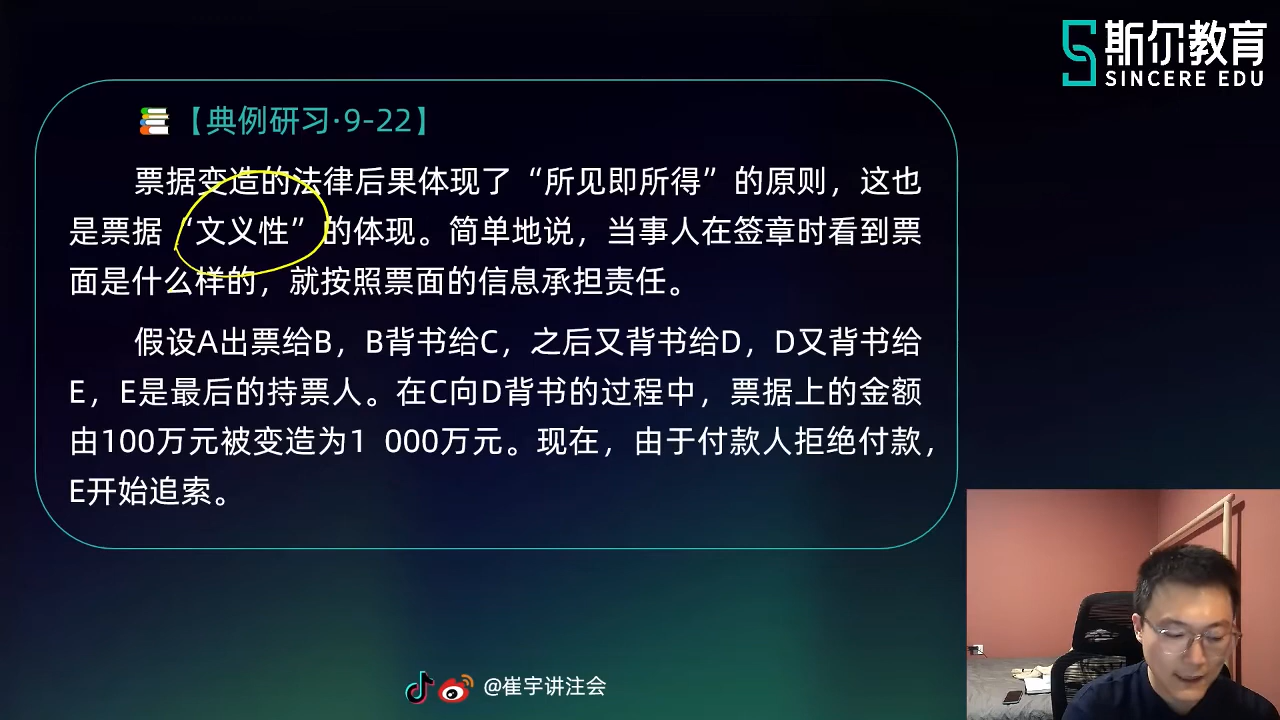 斯尔教育
SINCERE EDU
【典例研习·9-22】
票据变造的法律后果体现了“所见即所得”的原则，这也
是票据“文义性”的体现。简单地说，当事人在签章时看到票
面是什么样的，就按照票面的信息承担责任。
假设A出票给B，B背书给C，之后又背书给D，D又背书给
E，E是最后的持票人。在C向D背书的过程中，票据上的金额
由100万元被变造为1 000万元。现在，由于付款人拒绝付款，
E开始追索。
@崔宇讲注会